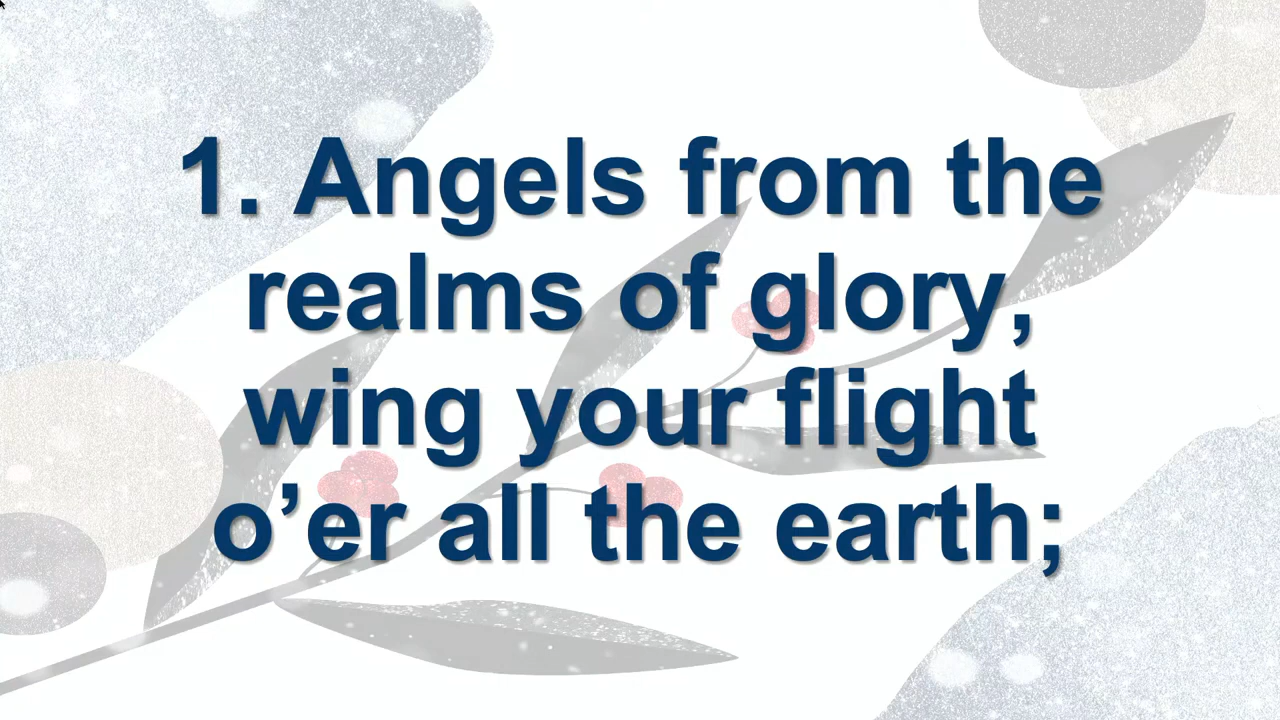 1. Angels from the
realms of glory,
wing your flight
o’er all the earth;